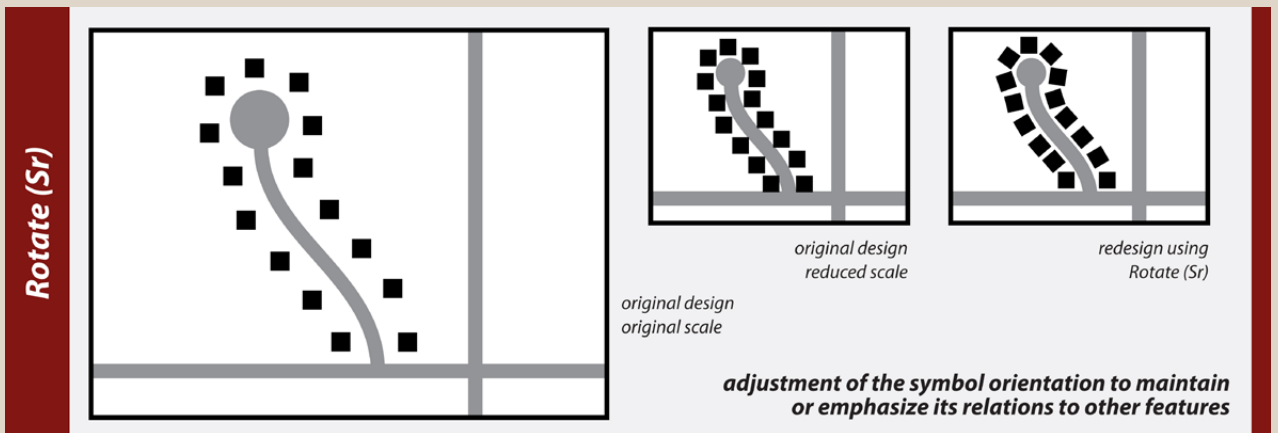 Rotate (Sr)
original design
original scale
original design
reduced scale
redesign using
Rotate (Sr)
adjustment of the symbol orientation to maintain
or emphasize its relations to other features